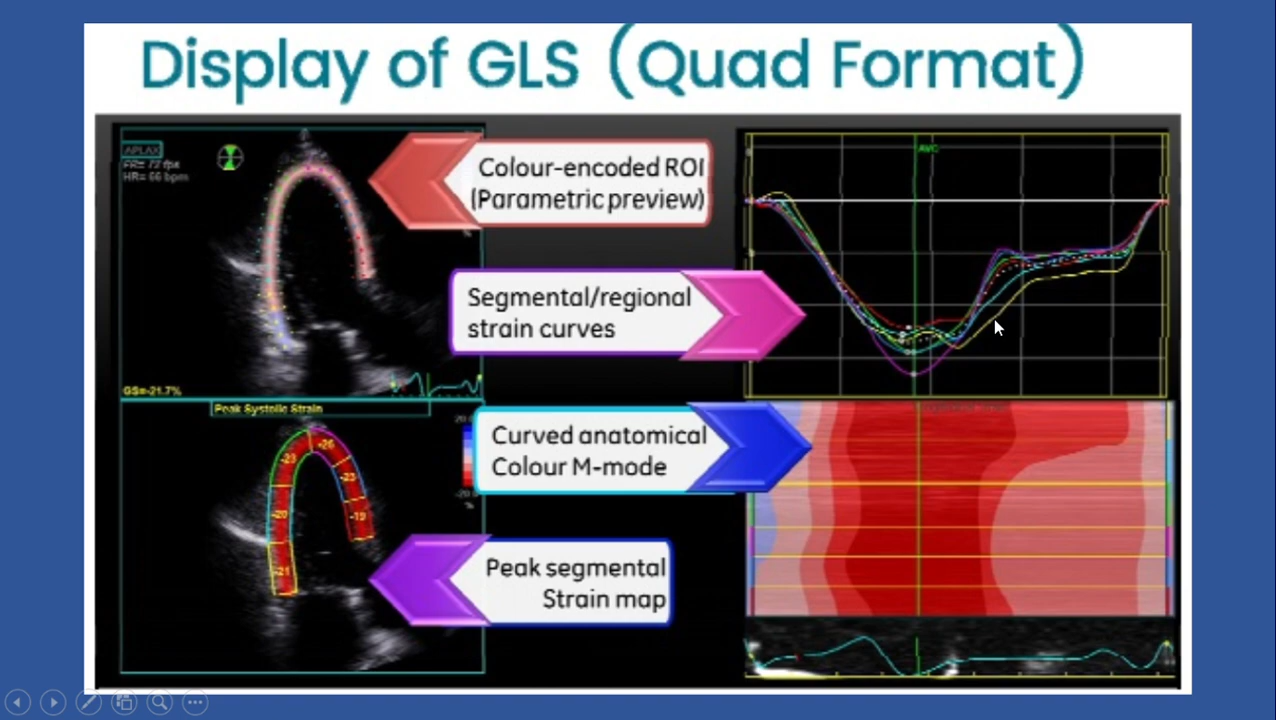 Display of GLS (Quad Format)
APLAX
FR= 72 fps
HR= 66 bpm
Colour-encoded ROI
(Parametric preview)
AVC
Segmental/regional
strain curves
GS=-21.7%
Peak Systolic Strain
Curved anatomical
Colour M-mode
-26
-23
-23
-20
-19
-21
Peak segmental
Strain map